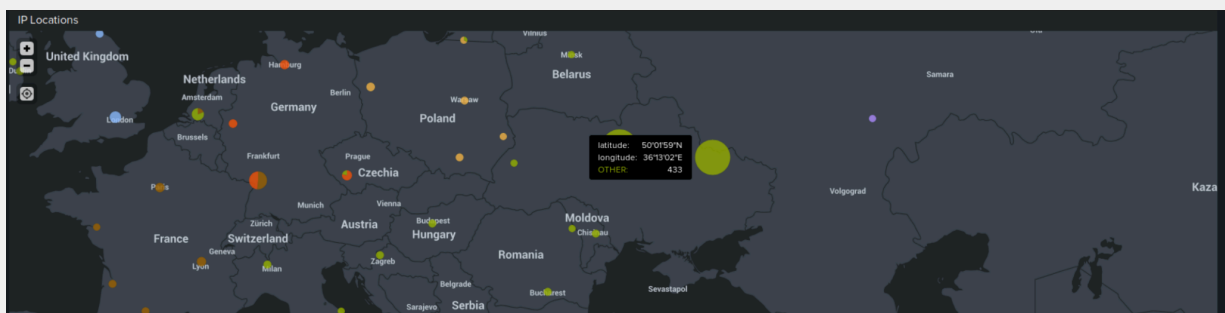 IP Locations
Vilnius
+
United Kingdom
Minsk
−
Hamburg
Belarus
Samara
Netherlands
Amsterdam
Berlin
Germany
Warsaw
London
Poland
Brussels
latitude: 50°01'59"N
longitude: 36°13'02"E
OTHER: 433
Frankfurt
Prague
Czechia
Paris
Volgograd
Kaza
Munich
Vienna
Moldova
Zürich
Austria
Budapest
Chisinau
France
Switzerland
Hungary
Geneva
Romania
Lyon
Milan
Zagreb
Belgrade
Bucharest
Sevastapol
Sarajevo
Serbia